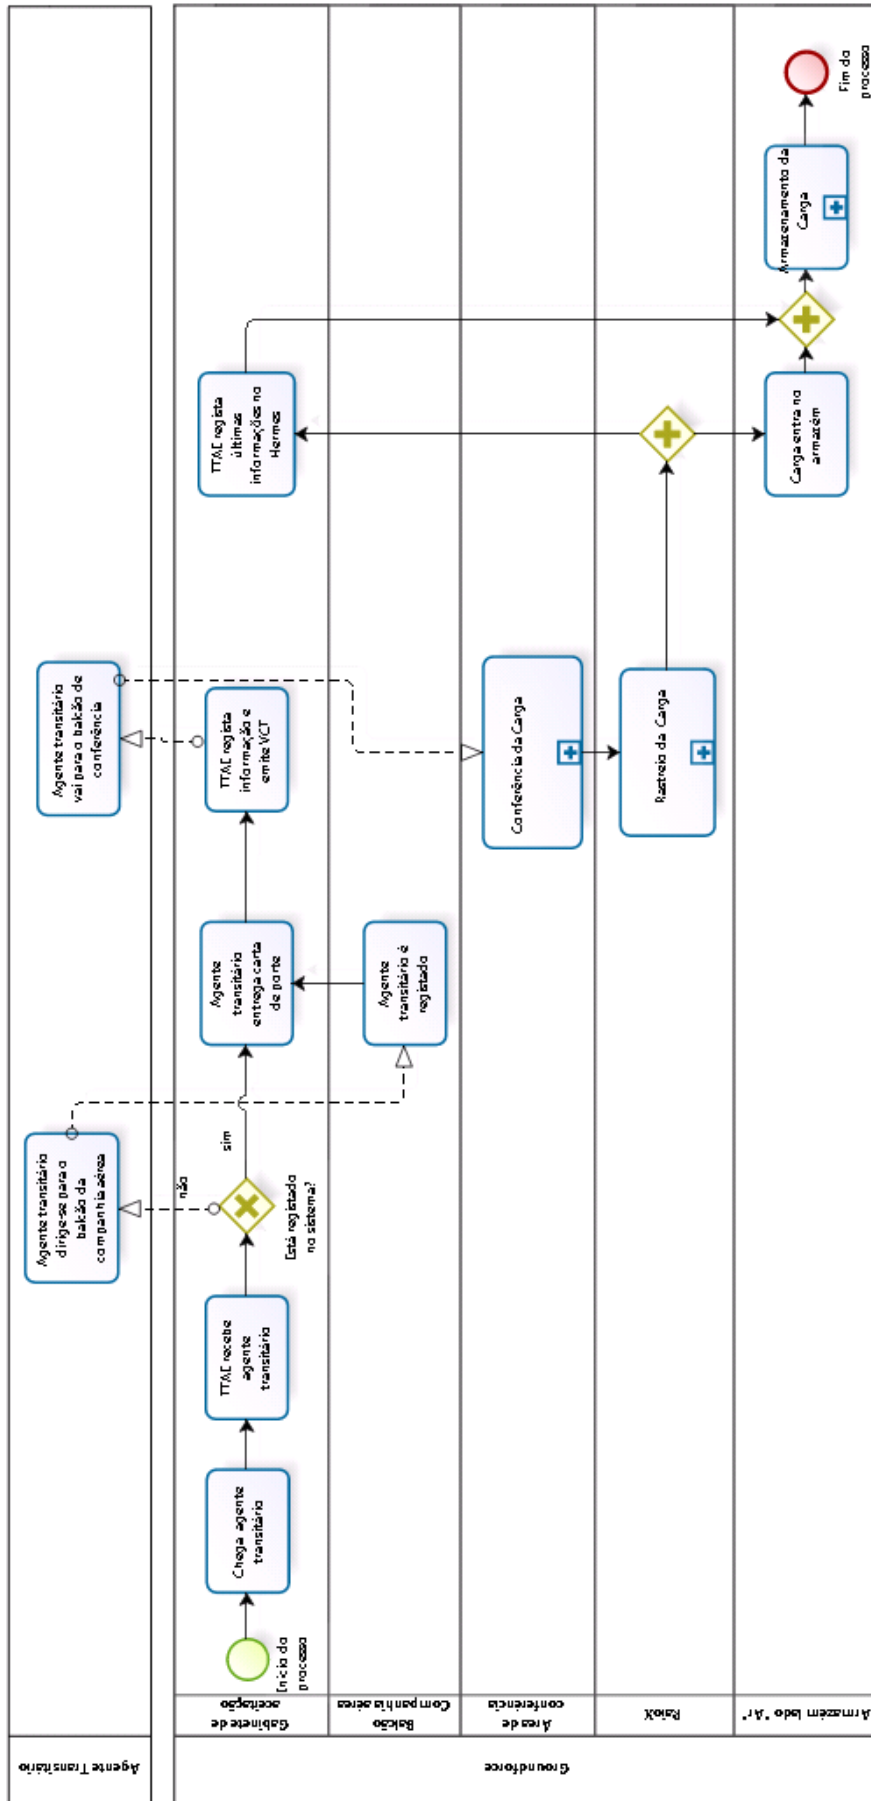 Agente Transitário
Groundforce
Gabinete de
aceitação
Balcão
Companhia aérea
Área de
conferência
RaioX
Armazém lado "Ar"
Início do
processo
Chega agente
transitário
TTAE recebe
agente
transitário
Está registado
no sistema?
não
sim
Agente transitário
dirige-se para o
balcão da
companhia aérea
Agente
transitário é
registado
Agente
transitário
entrega carta
de porte
TTAE regista
informação e
emite VCT
Agente transitário
vai para o balcão de
conferência
Conferência da Carga
Rastreio da Carga
TTAE regista
últimas
informações no
Hermes
Carga entra no
armazém
Armazenamento da
Carga
Fim do
processo